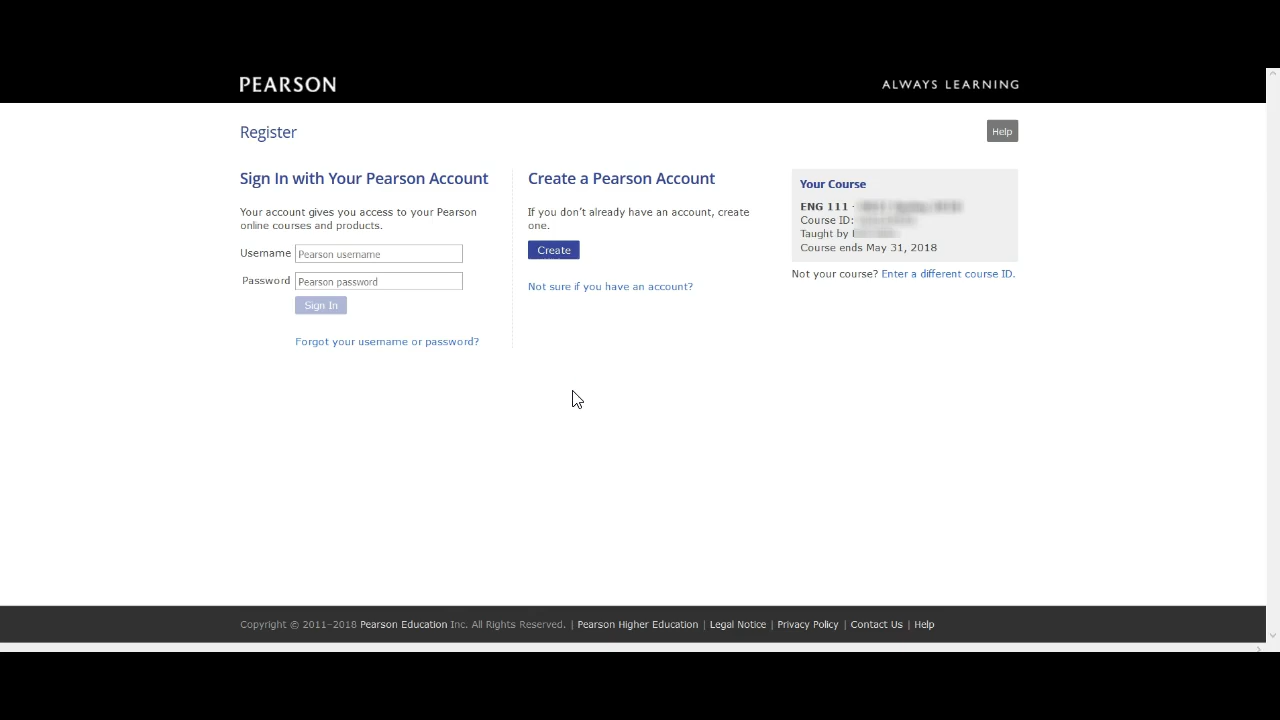 PEARSON
ALWAYS LEARNING
Register
Help
Sign In with Your Pearson Account
Your account gives you access to your Pearson
online courses and products.
Username
Pearson username
Password
Pearson password
Sign In
Forgot your username or password?
Create a Pearson Account
If you don’t already have an account, create
one.
Create
Not sure if you have an account?
Your Course
ENG 111 -
Course ID:
Taught by
Course ends May 31, 2018
Not your course? Enter a different course ID.
Copyright © 2011–2018 Pearson Education Inc. All Rights Reserved. | Pearson Higher Education | Legal Notice | Privacy Policy | Contact Us | Help